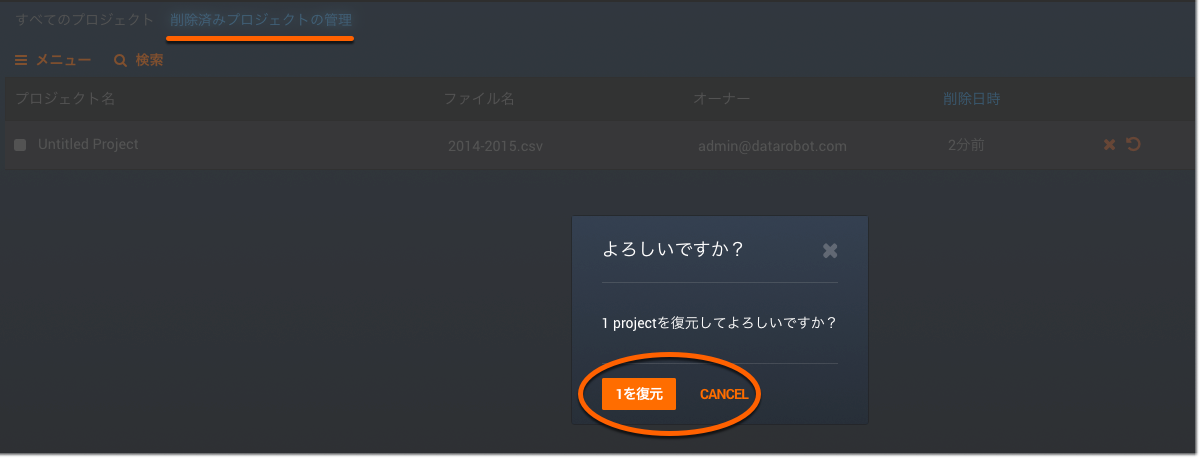 すべてのプロジェクト 削除済みプロジェクトの管理
メニュー 検索
プロジェクト名 ファイル名 オーナー 削除日時
Untitled Project 2014-2015.csv admin@datarobot.com 2分前
よろしいですか？
1 projectを復元してよろしいですか？
1を復元 CANCEL